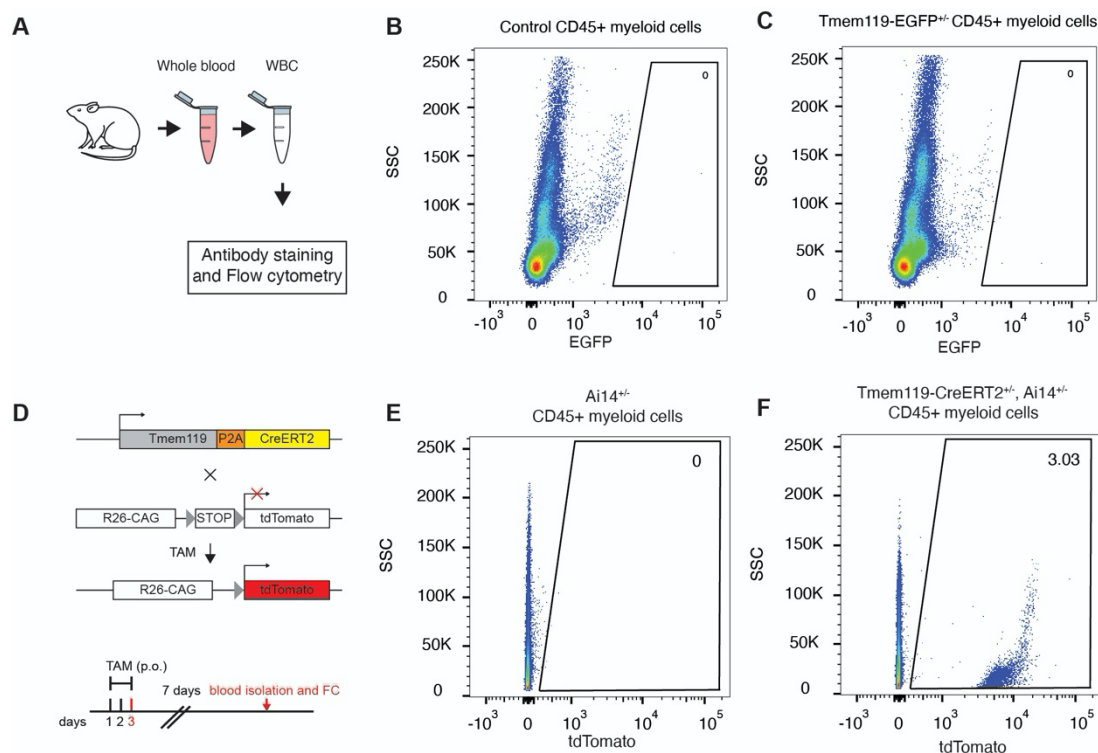 A
Whole blood
WBC
Antibody staining
and Flow cytometry
B
Control CD45+ myeloid cells
250K
200K
150K
100K
50K
0
SSC
0
-10³ 0 10³ 10⁴ 10⁵
EGFP
C
Tmem119-EGFP⁺/⁻ CD45+ myeloid cells
250K
200K
150K
100K
50K
0
SSC
0
-10³ 0 10³ 10⁴ 10⁵
EGFP
D
Tmem119 P2A CreERT2
R26-CAG STOP tdTomato
TAM
R26-CAG tdTomato
TAM (p.o.)
7 days blood isolation and FC
days 1 2 3
E
Ai14⁺/⁻
CD45+ myeloid cells
250K
200K
150K
100K
50K
0
SSC
0
-10³ 0 10³ 10⁴ 10⁵
tdTomato
F
Tmem119-CreERT2⁺/⁻, Ai14⁺/⁻
CD45+ myeloid cells
250K
200K
150K
100K
50K
0
SSC
3.03
-10³ 0 10³ 10⁴ 10⁵
tdTomato